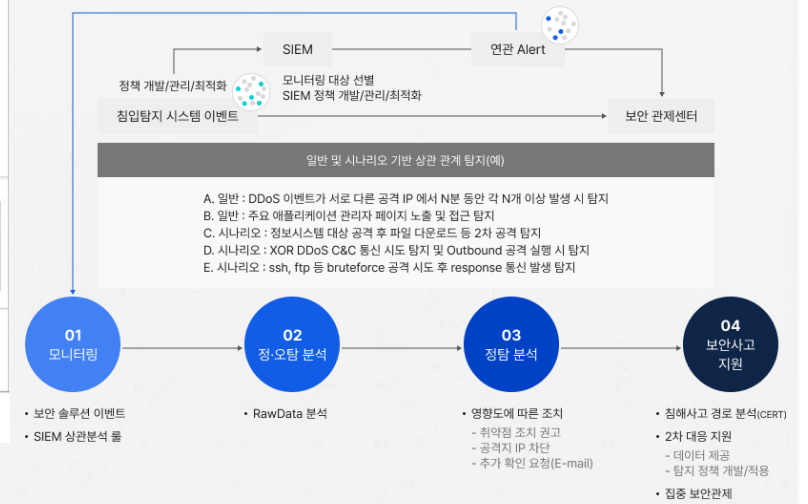 SIEM
연관 Alert
정책 개발/관리/최적화
모니터링 대상 선별
SIEM 정책 개발/관리/최적화
침입탐지 시스템 이벤트
보안 관제센터
일반 및 시나리오 기반 상관 관계 탐지(예)
A. 일반 : DDoS 이벤트가 서로 다른 공격 IP 에서 N분 동안 각 N개 이상 발생 시 탐지
B. 일반 : 주요 애플리케이션 관리자 페이지 노출 및 접근 탐지
C. 시나리오 : 정보시스템 대상 공격 후 파일 다운로드 등 2차 공격 탐지
D. 시나리오 : XOR DDoS C&C 통신 시도 탐지 및 Outbound 공격 실행 시 탐지
E. 시나리오 : ssh, ftp 등 bruteforce 공격 시도 후 response 통신 발생 탐지
01
모니터링
• 보안 솔루션 이벤트
• SIEM 상관분석 룰
02
정·오탐 분석
• RawData 분석
03
정탐 분석
• 영향도에 따른 조치
- 취약점 조치 권고
- 공격지 IP 차단
- 추가 확인 요청(E-mail)
04
보안사고
지원
• 침해사고 경로 분석(CERT)
• 2차 대응 지원
- 데이터 제공
- 탐지 정책 개발/적용
• 집중 보안관제